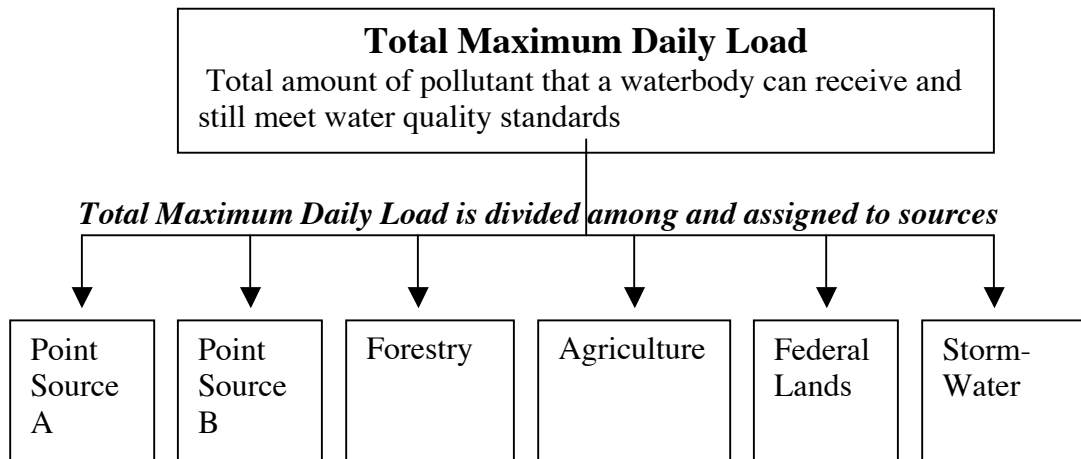 Total Maximum Daily Load
Total amount of pollutant that a waterbody can receive and
still meet water quality standards
Total Maximum Daily Load is divided among and assigned to sources
Point
Source
A
Point
Source
B
Forestry
Agriculture
Federal
Lands
Storm-
Water